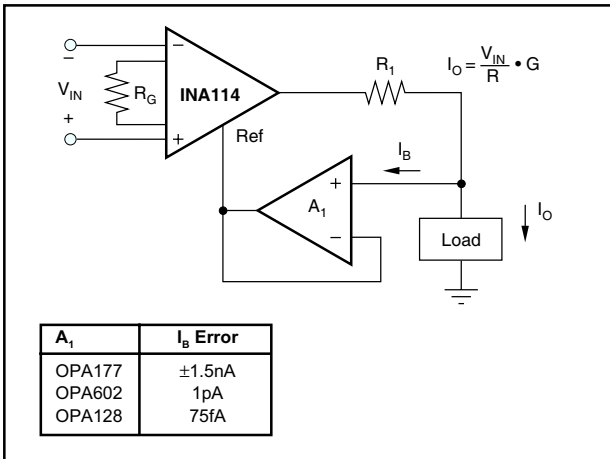 −
V_IN
+
R_G
−
INA114
+
Ref
R_1
I_O = V_IN / R • G
I_B
+
A_1
−
I_O
Load
A_1 I_B Error
OPA177 ±1.5nA
OPA602 1pA
OPA128 75fA